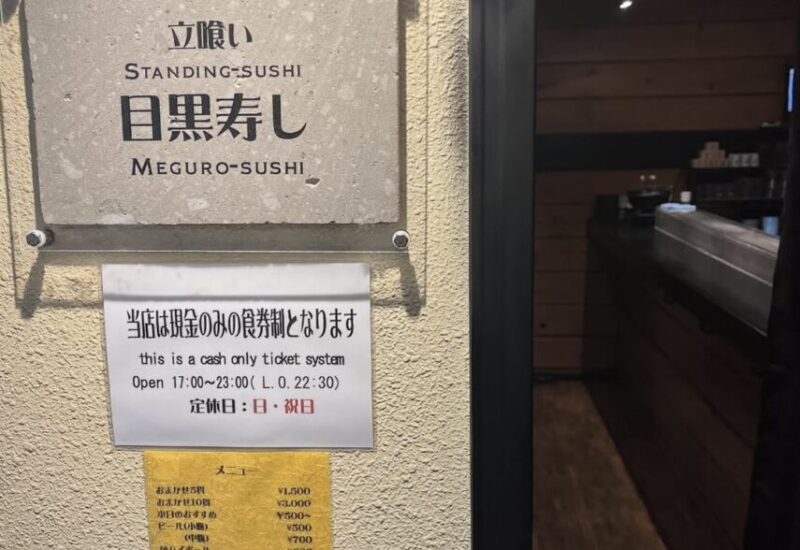 立喰い
STANDING-SUSHI
目黒寿し
MEGURO-SUSHI
当店は現金のみの食券制となります
this is a cash only ticket system
Open 17:00～23:00( L.O.22:30)
定休日：日・祝日
メニュー
おまかせ5貫 ¥1,500
おまかせ10貫 ¥3,000
本日のおすすめ ¥500~
ビール(小瓶) ¥500
(中瓶) ¥700